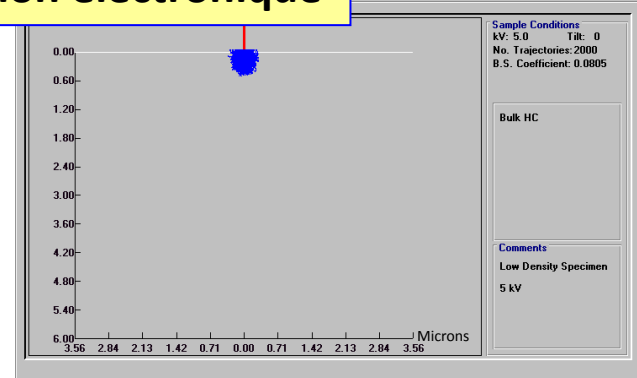 ion électronique
Sample Conditions
kV: 5.0 Tilt: 0
No. Trajectories: 2000
B.S. Coefficient: 0.0805
Bulk HC
Comments
Low Density Specimen
5 kV
0.00
0.60
1.20
1.80
2.40
3.00
3.60
4.20
4.80
5.40
6.00
Microns
3.56 2.84 2.13 1.42 0.71 0.00 0.71 1.42 2.13 2.84 3.56